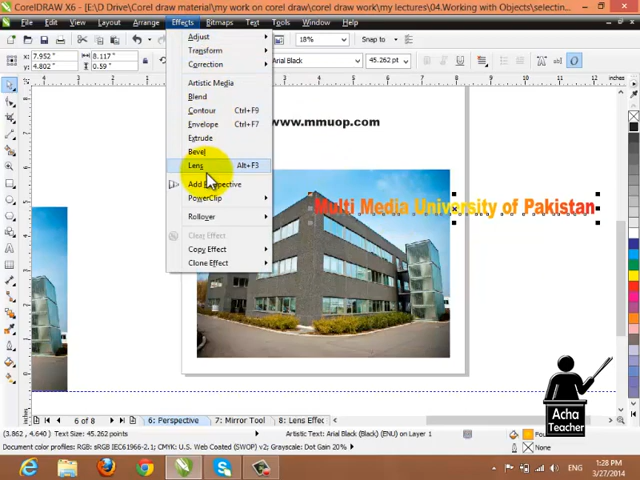 CorelDRAW X6 - [E:\D Drive\Corel draw material\my work on corel draw\corel draw work\my lectures\04.Working with Objects\selectin...
File Edit View Layout Arrange Effects Bitmaps Text Tools Window Help
18% Snap to
X: 7.952 " 8.117 "
Y: 4.802 " 0.59 "
Arial Black 45.262 pt
Adjust
Transform
Correction
Artistic Media
Blend
Contour Ctrl+F9
Envelope Ctrl+F7
Extrude
Bevel
Lens Alt+F3
Add Perspective
PowerClip
Rollover
Clear Effect
Copy Effect
Clone Effect
www.mmuop.com
Multi Media University of Pakistan
Acha
Teacher
6 of 8 6: Perspective 7: Mirror Tool 8: Lens Effec
(3.862, 4.640) Text Size: 45.262 points Artistic Text: Arial Black (Black) (ENU) on Layer 1
Document color profiles: RGB: sRGB IEC61966-2.1; CMYK: U.S. Web Coated (SWOP) v2; Grayscale: Dot Gain 20%
None
1:28 PM
3/27/2014